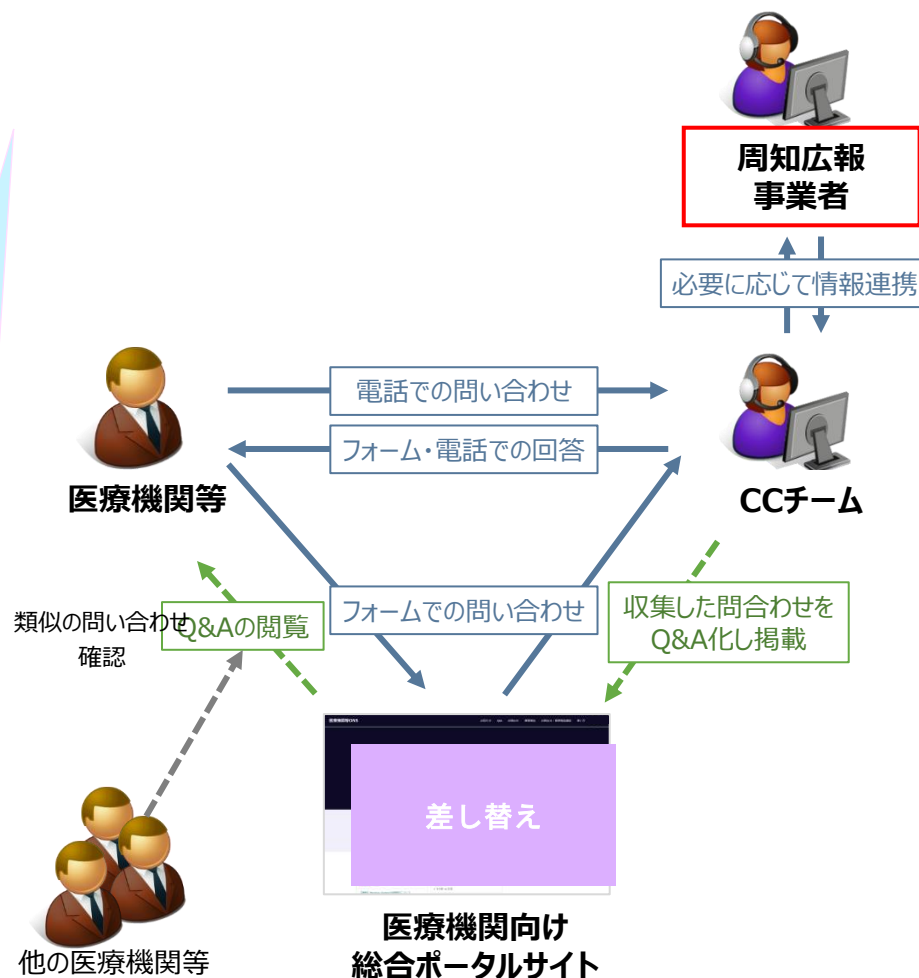 周知広報
事業者
必要に応じて情報連携
電話での問い合わせ
フォーム・電話での回答
医療機関等
CCチーム
フォームでの問い合わせ
収集した問合わせを
Q&A化し掲載
類似の問い合わせ
確認
Q&Aの閲覧
差し替え
他の医療機関等
医療機関向け
総合ポータルサイト